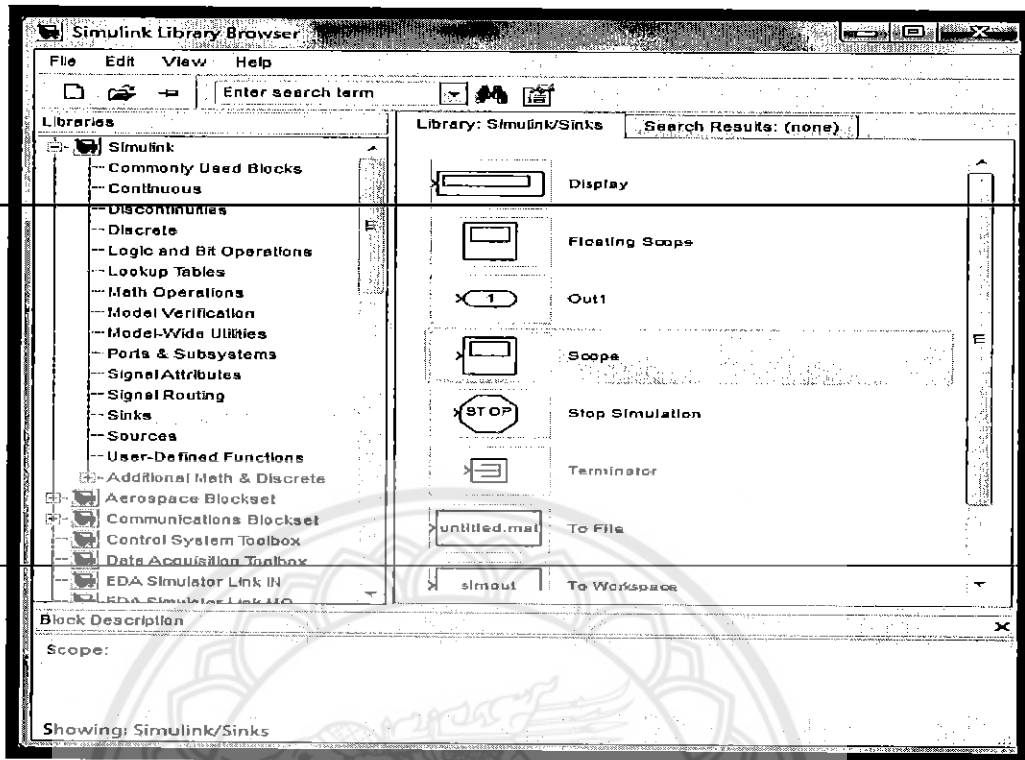 Simulink Library Browser
File Edit View Help
Enter search term
Libraries
Library: Simulink/Sinks
Search Results: (none)
Simulink
Commonly Used Blocks
Continuous
Discontinuities
Discrete
Logic and Bit Operations
Lookup Tables
Math Operations
Model Verification
Model-Wide Utilities
Ports & Subsystems
Signal Attributes
Signal Routing
Sinks
Sources
User-Defined Functions
Additional Math & Discrete
Aerospace Blockset
Communications Blockset
Control System Toolbox
Data Acquisition Toolbox
EDA Simulator Link IN
EDA Simulator Link MQ
Display
Floating Scope
1 Out1
Scope
STOP Stop Simulation
Terminator
untitled.mat To File
simout To Workspace
Block Description
Scope:
Showing: Simulink/Sinks